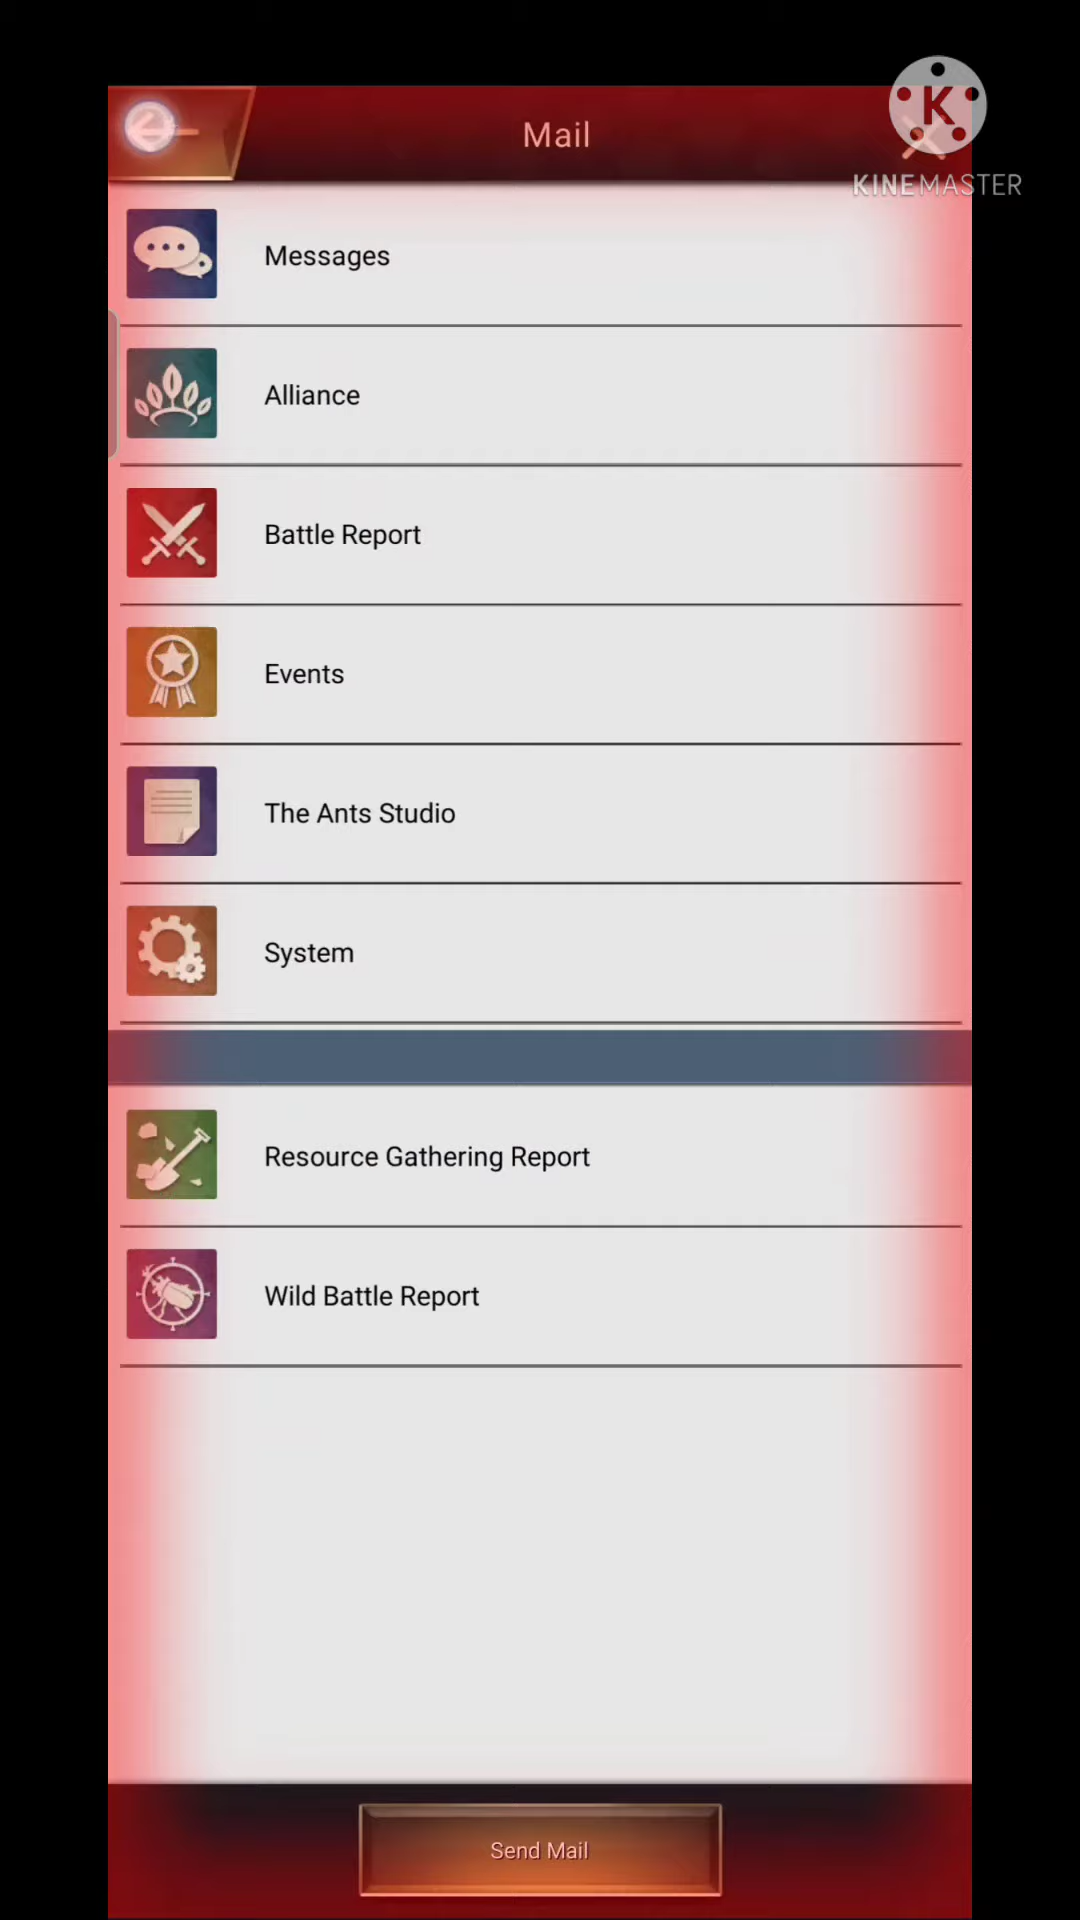 Mail
K
KINEMASTER
Messages
Alliance
Battle Report
Events
The Ants Studio
System
Resource Gathering Report
Wild Battle Report
Send Mail